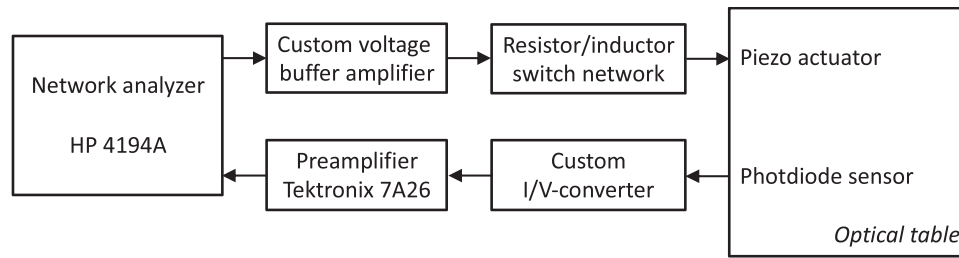 Network analyzer
HP 4194A
Custom voltage
buffer amplifier
Resistor/inductor
switch network
Piezo actuator
Preamplifier
Tektronix 7A26
Custom
I/V-converter
Photdiode sensor
Optical table